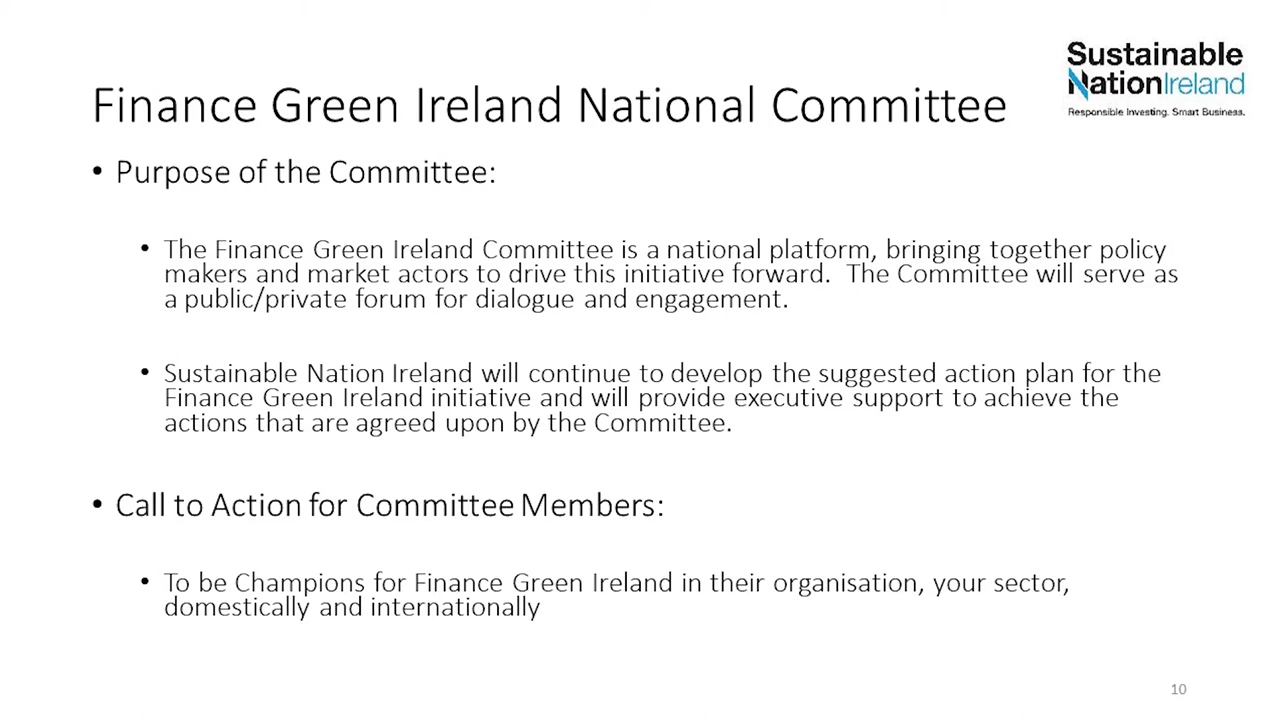 Sustainable
NationIreland
Responsible Investing. Smart Business.
Finance Green Ireland National Committee
• Purpose of the Committee:
• The Finance Green Ireland Committee is a national platform, bringing together policy
makers and market actors to drive this initiative forward.  The Committee will serve as
a public/private forum for dialogue and engagement.
• Sustainable Nation Ireland will continue to develop the suggested action plan for the
Finance Green Ireland initiative and will provide executive support to achieve the
actions that are agreed upon by the Committee.
• Call to Action for Committee Members:
• To be Champions for Finance Green Ireland in their organisation, your sector,
domestically and internationally
10